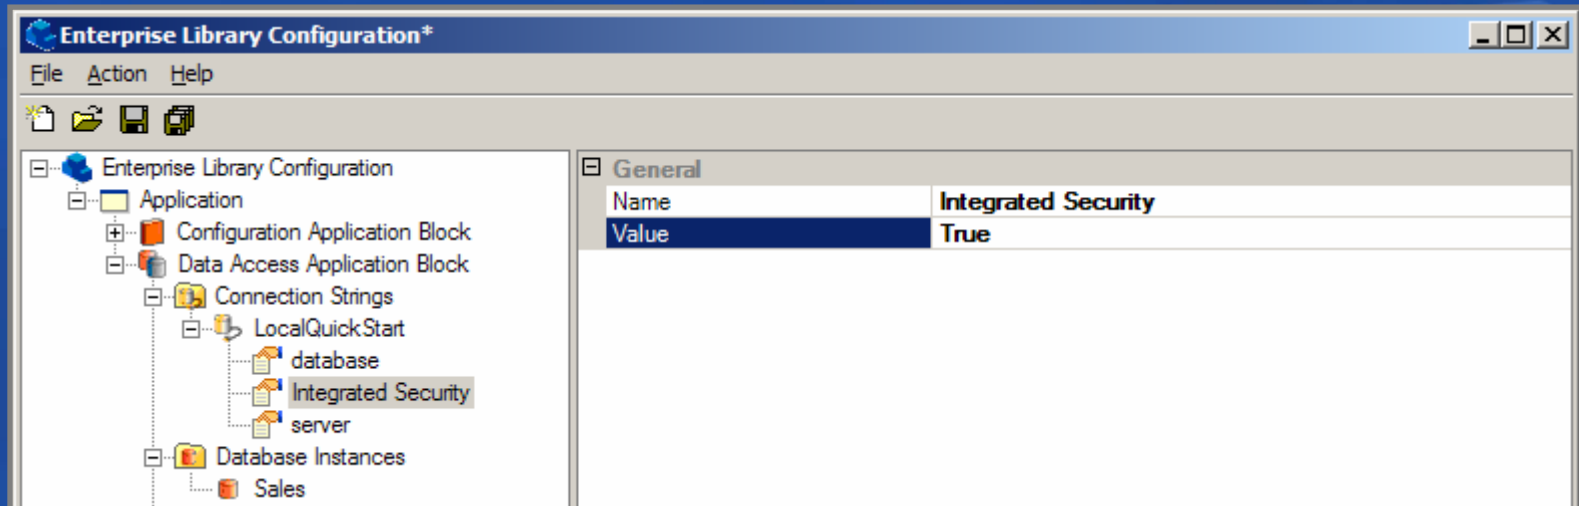 Enterprise Library Configuration*
File Action Help
Enterprise Library Configuration
Application
Configuration Application Block
Data Access Application Block
Connection Strings
LocalQuickStart
database
Integrated Security
server
Database Instances
Sales
General
Name Integrated Security
Value True